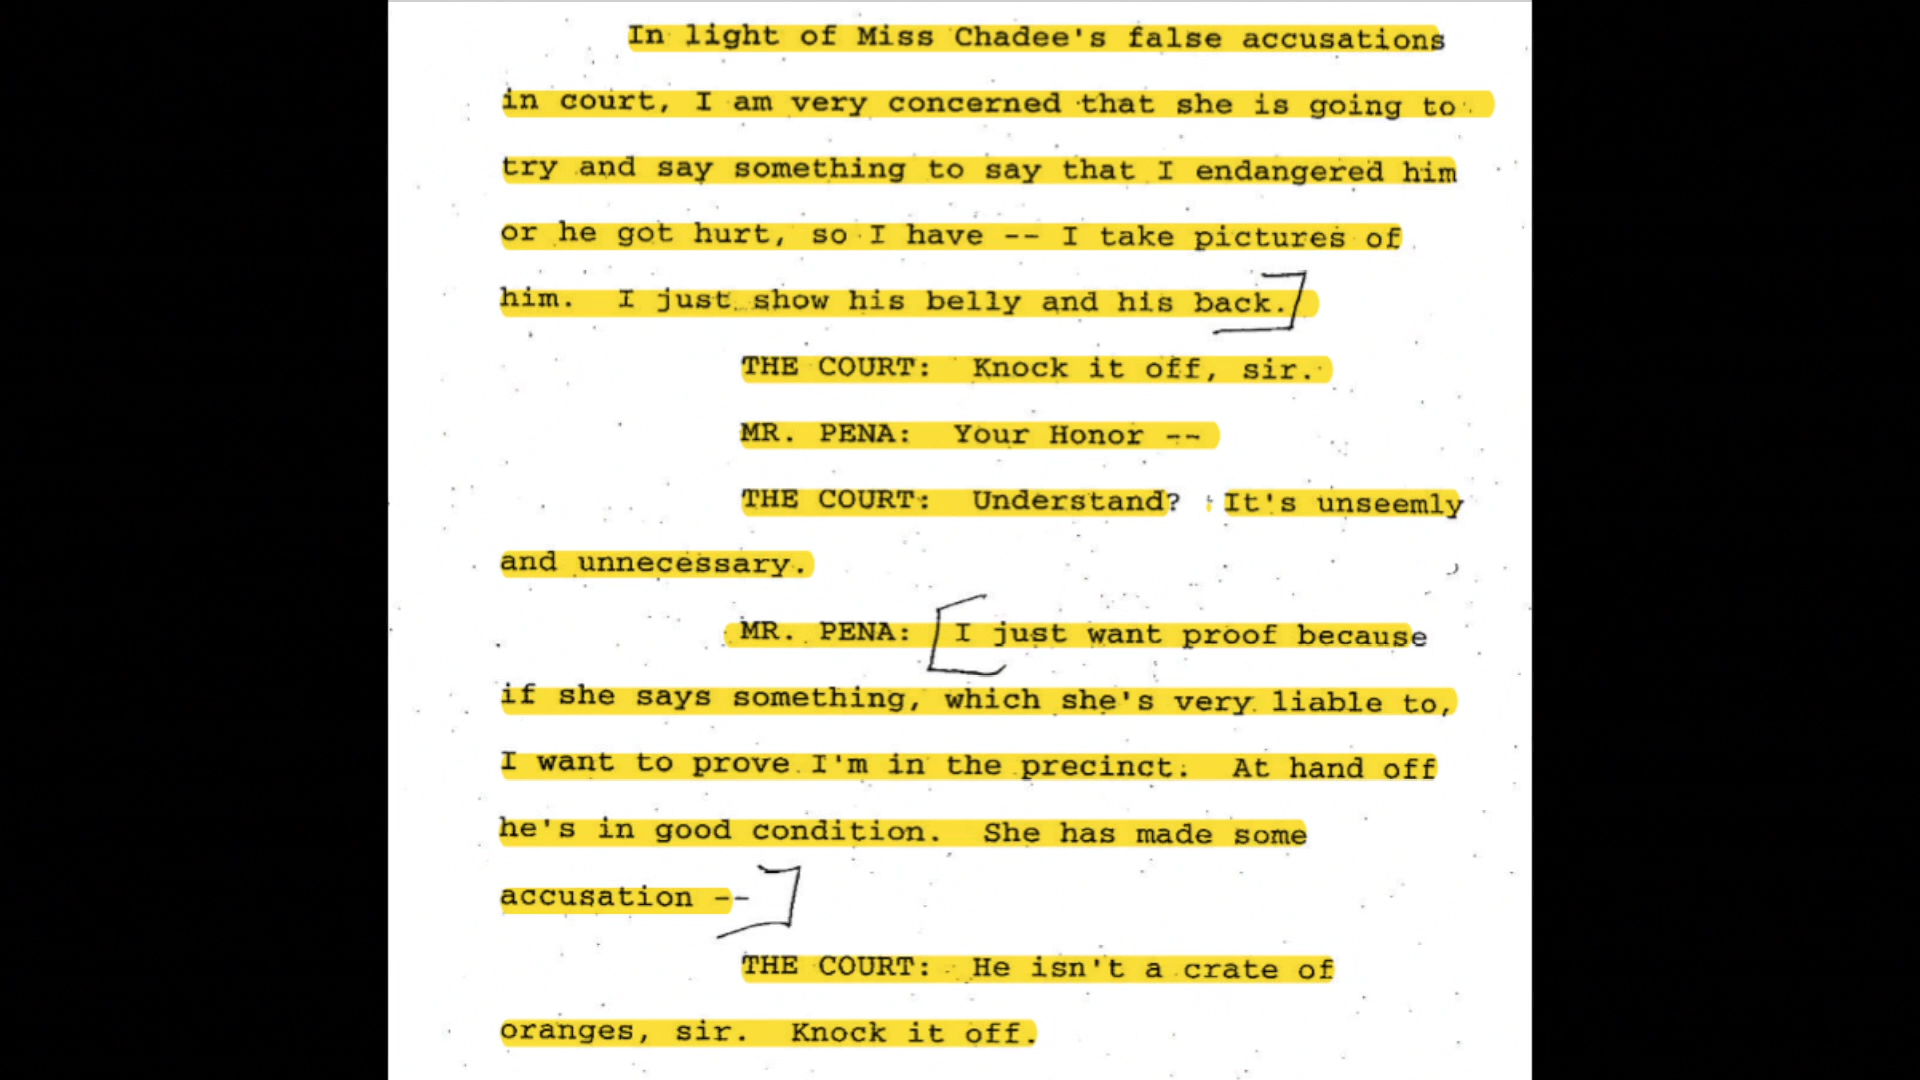 In light of Miss Chadee's false accusations
in court, I am very concerned that she is going to
try and say something to say that I endangered him
or he got hurt, so I have -- I take pictures of
him. I just show his belly and his back.
THE COURT: Knock it off, sir.
MR. PENA: Your Honor --
THE COURT: Understand? It's unseemly
and unnecessary.
MR. PENA: I just want proof because
if she says something, which she's very liable to,
I want to prove I'm in the precinct. At hand off
he's in good condition. She has made some
accusation --
THE COURT: He isn't a crate of
oranges, sir. Knock it off.